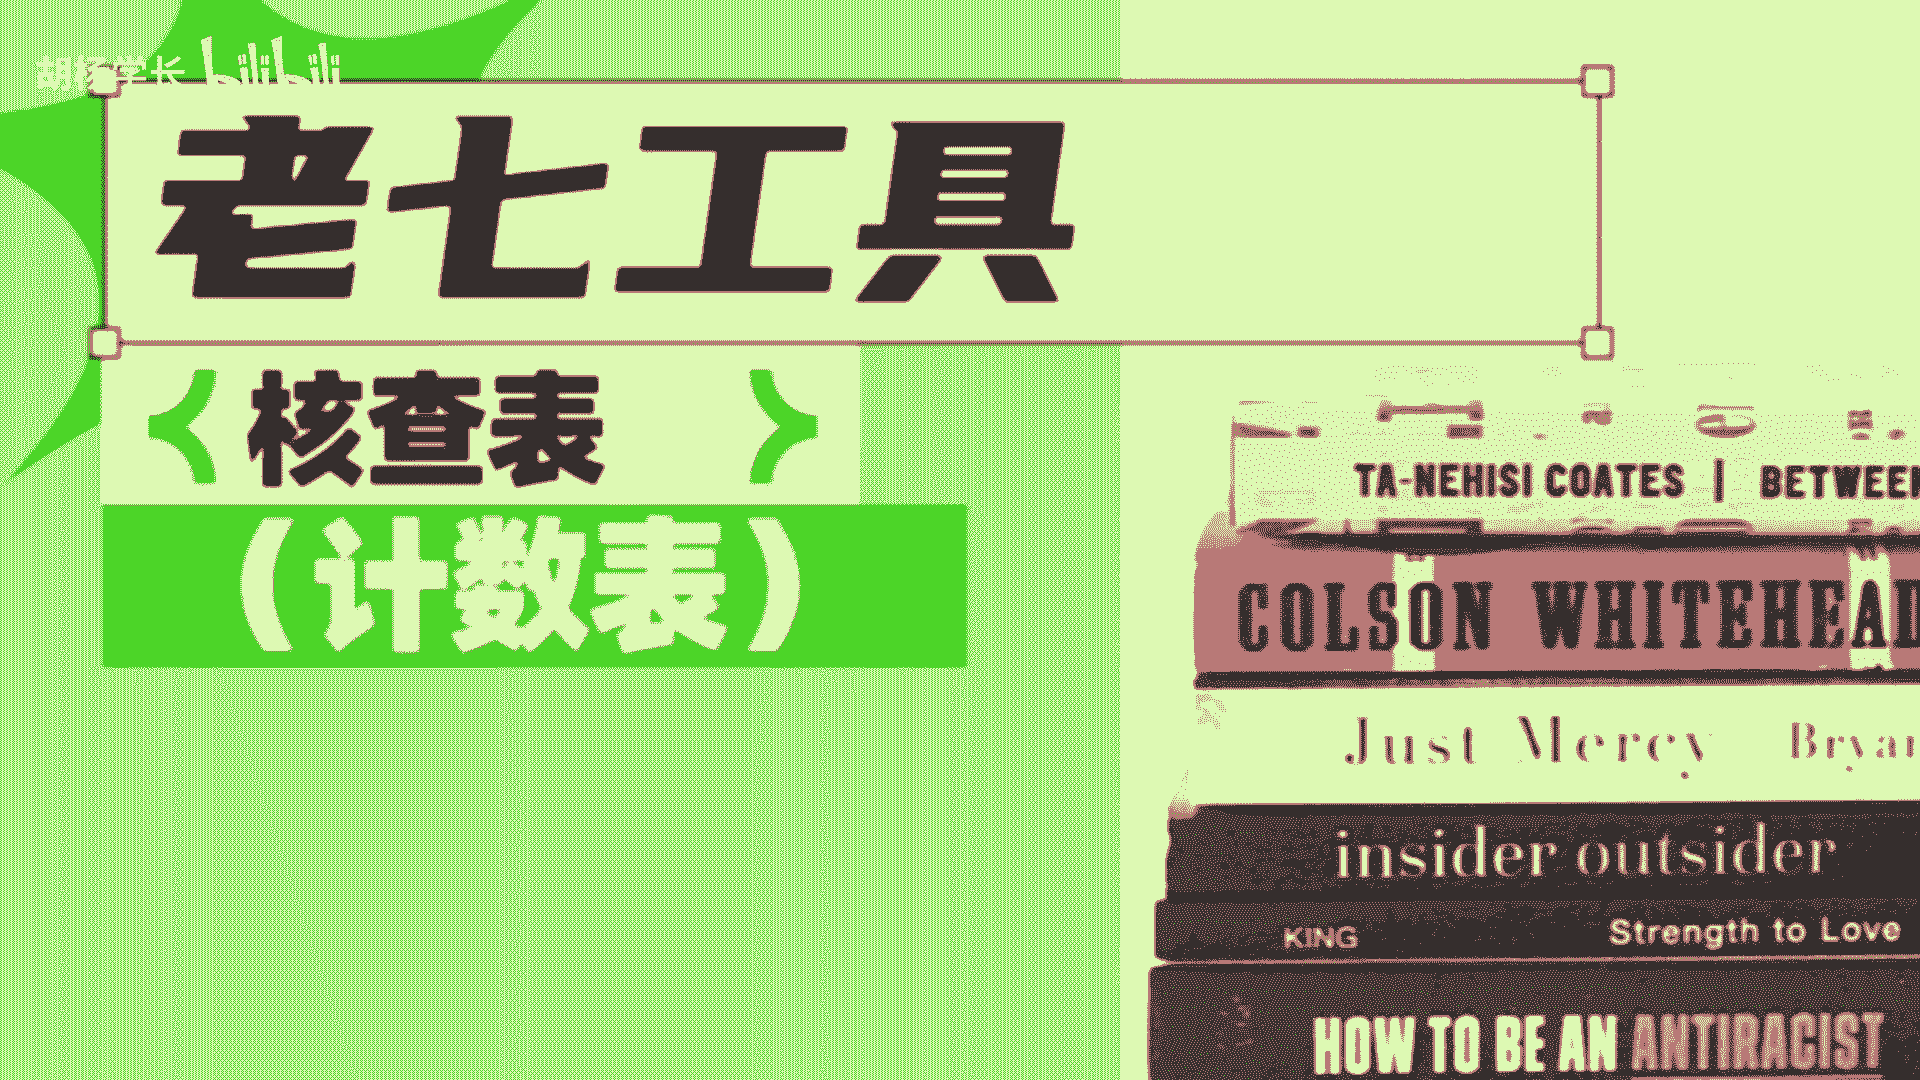 胡杨学长 bilibili
老七工具
核查表
(计数表)
TA-NEHISI COATES | BETWEEN
COLSON WHITEHEAD
Just Mercy Bryan
insider outsider
KING Strength to Love
HOW TO BE AN ANTIRACIST